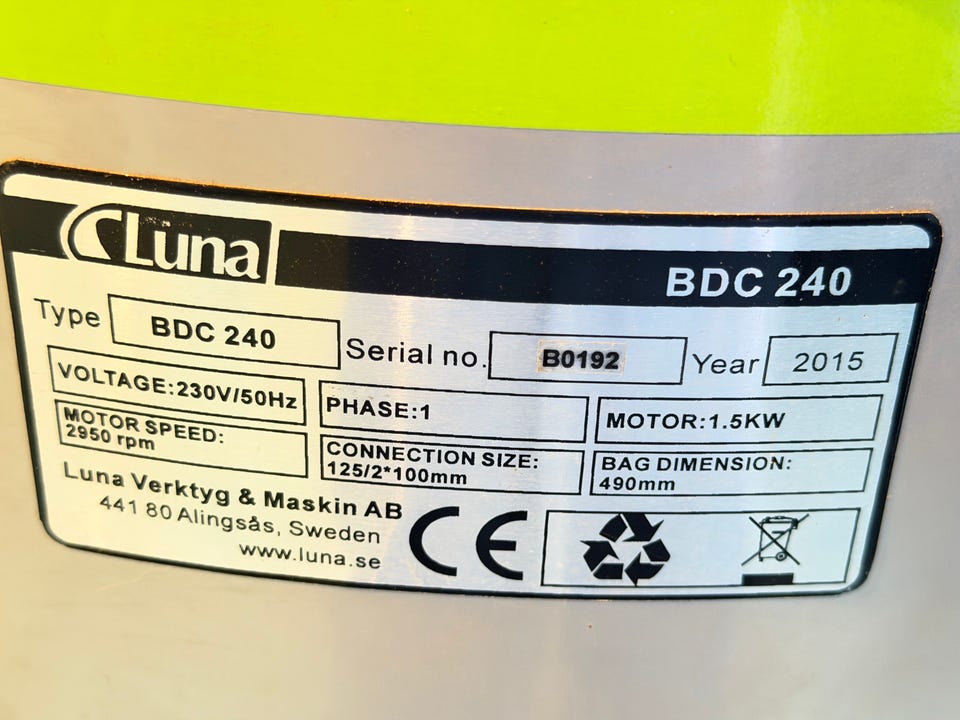 Luna
BDC 240
Type BDC 240 Serial no. B0192 Year 2015
VOLTAGE:230V/50Hz PHASE:1 MOTOR:1.5KW
MOTOR SPEED:
2950 rpm
CONNECTION SIZE:
125/2*100mm
BAG DIMENSION:
490mm
Luna Verktyg & Maskin AB
441 80 Alingsås, Sweden
www.luna.se
CE